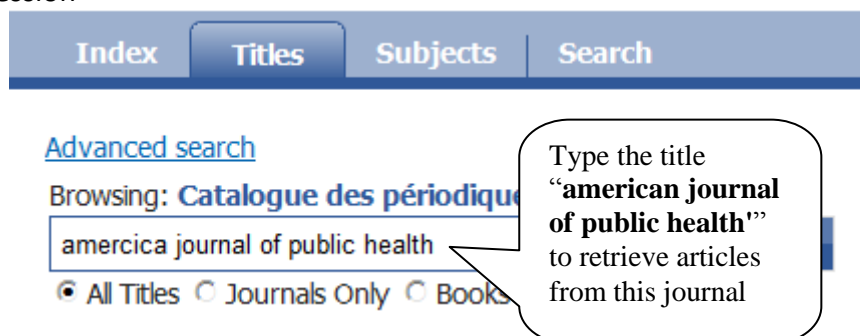 Index Titles Subjects Search
Advanced search
Browsing: Catalogue des périodique
amercica journal of public health
All Titles Journals Only Books
Type the title
“american journal
of public health'”
to retrieve articles
from this journal